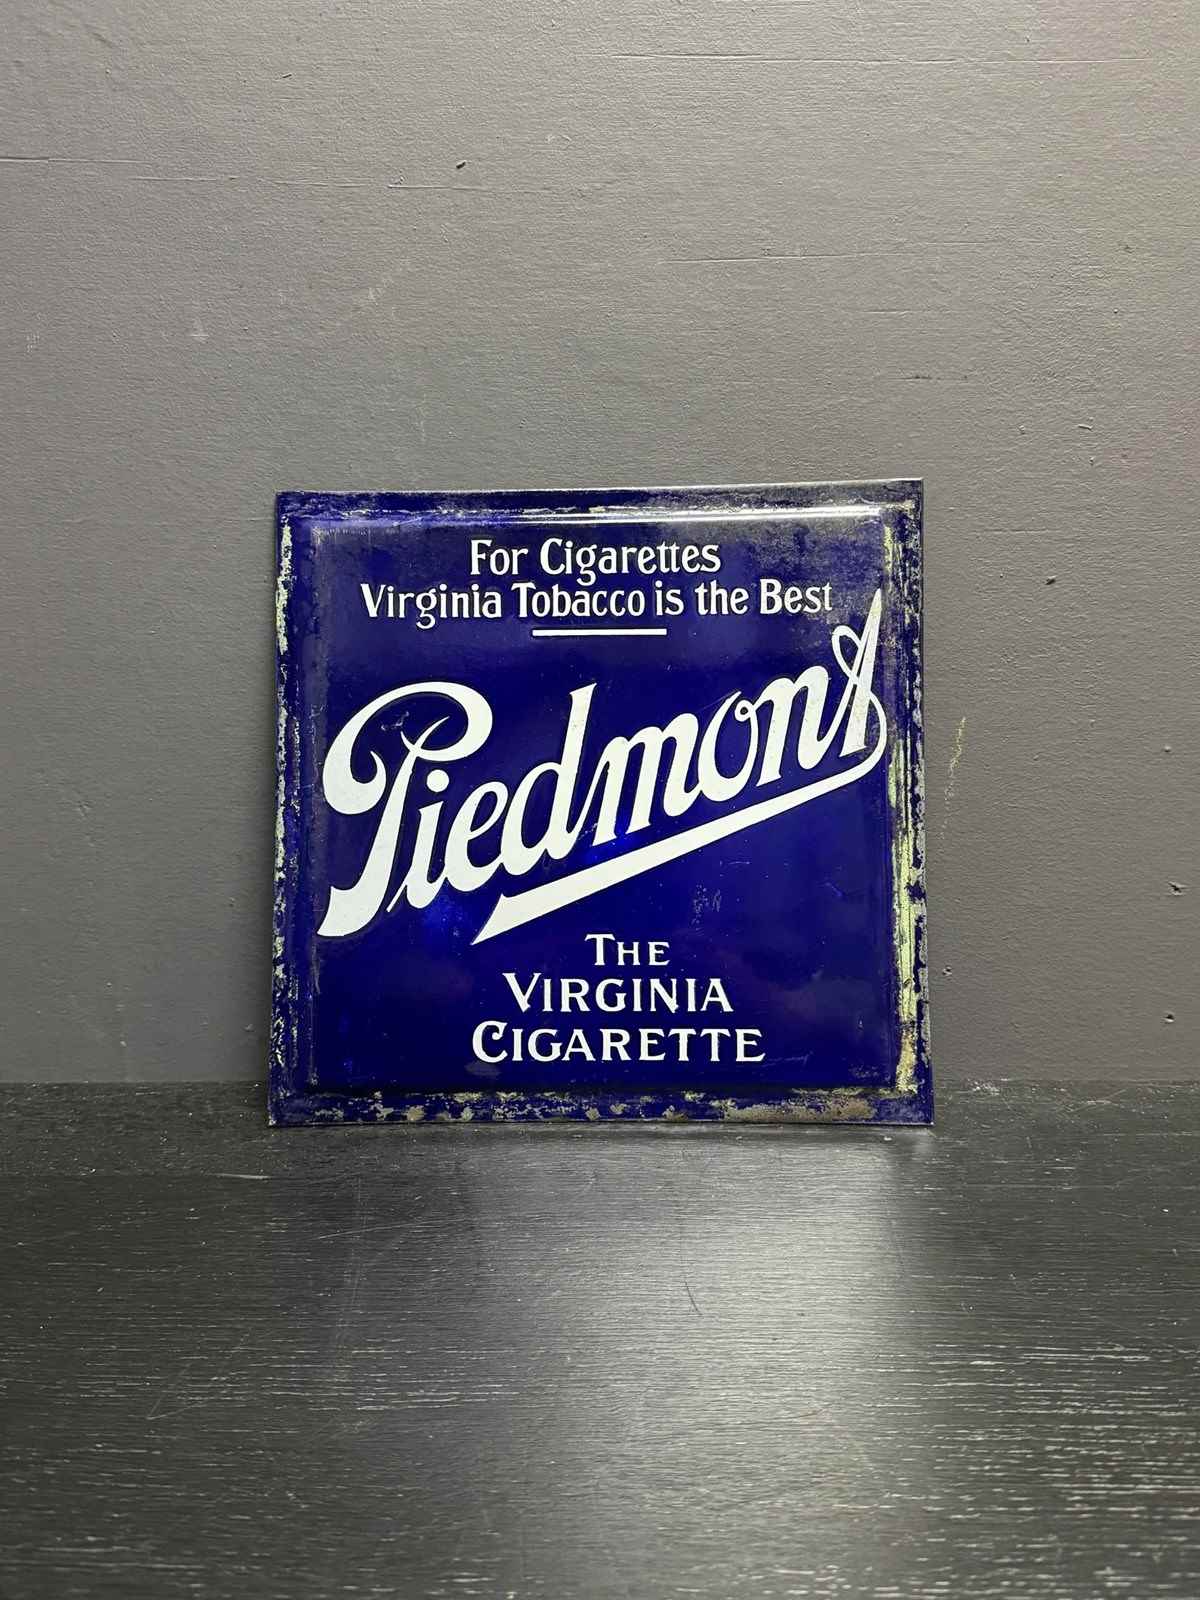 For Cigarettes
Virginia Tobacco is the Best
Piedmont
THE
VIRGINIA
CIGARETTE